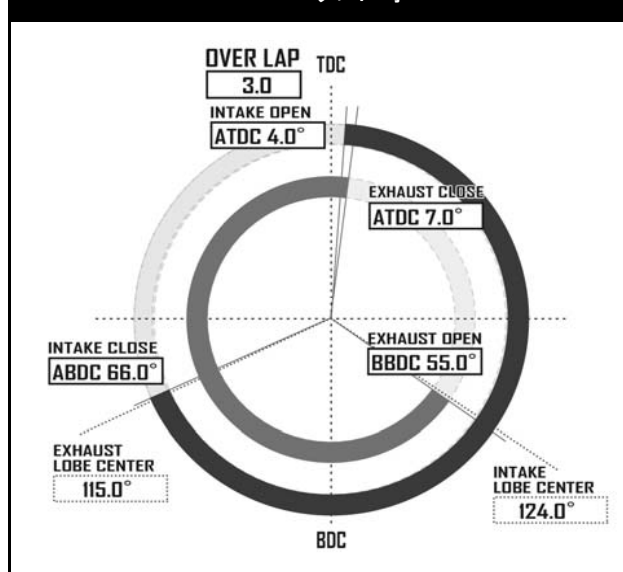 OVER LAP
TDC
3.0
INTAKE OPEN
ATDC 4.0°
EXHAUST CLOSE
ATDC 7.0°
INTAKE CLOSE
ABDC 66.0°
EXHAUST OPEN
BBDC 55.0°
EXHAUST
LOBE CENTER
115.0°
INTAKE
LOBE CENTER
124.0°
BDC